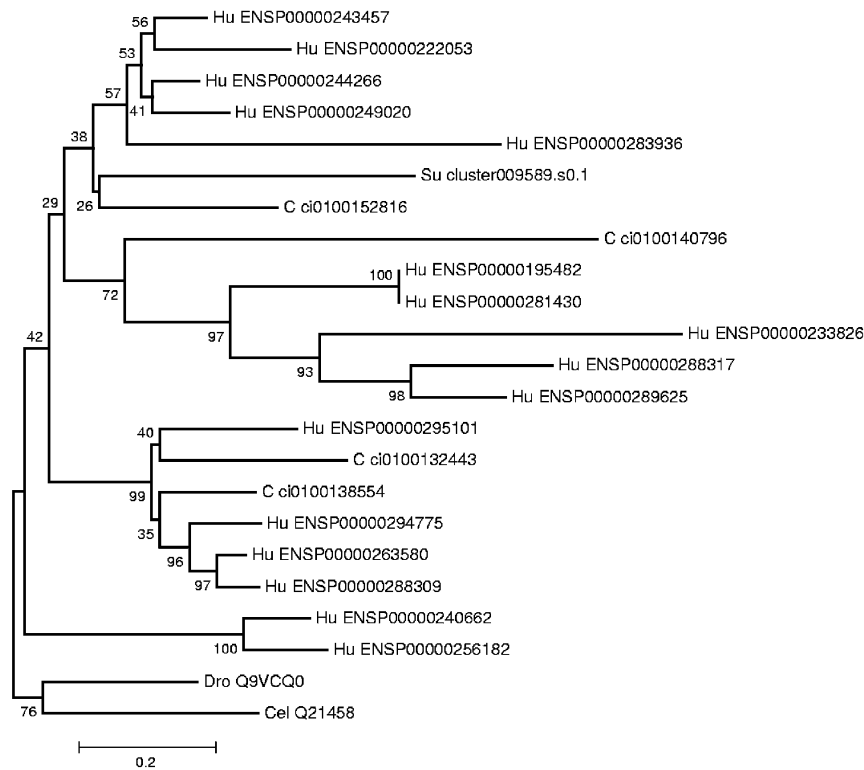 56
Hu ENSP00000243457
Hu ENSP00000222053
53
Hu ENSP00000244266
57
41
Hu ENSP00000249020
38
Hu ENSP00000283936
Su cluster009589.s0.1
29
26
C ci0100152816
C ci0100140796
72
100
Hu ENSP00000195482
Hu ENSP00000281430
42
97
Hu ENSP00000233826
93
Hu ENSP00000288317
98
Hu ENSP00000289625
40
Hu ENSP00000295101
C ci0100132443
99
C ci0100138554
35
Hu ENSP00000294775
96
Hu ENSP00000263580
97
Hu ENSP00000288309
Hu ENSP00000240662
100
Hu ENSP00000256182
Dro Q9VCQ0
76
Cel Q21458
0.2